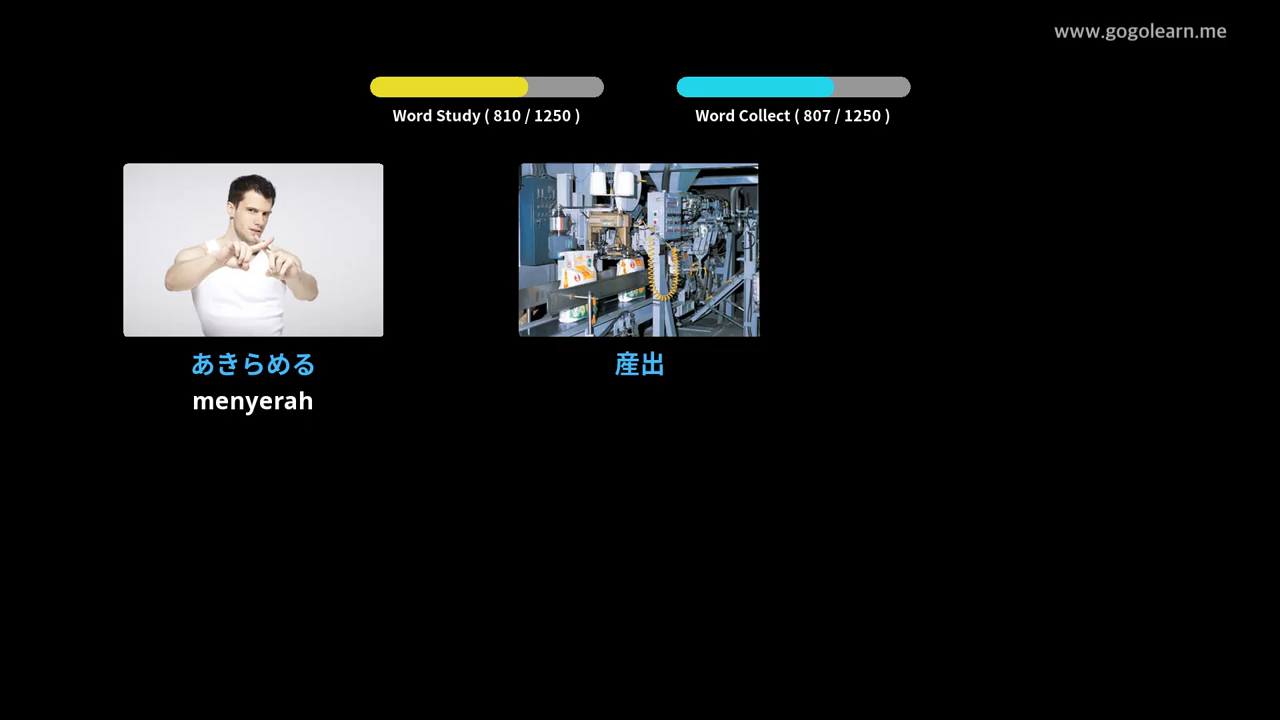 www.gogolearn.me
Word Study ( 810 / 1250 )
Word Collect ( 807 / 1250 )
あきらめる
menyerah
産出